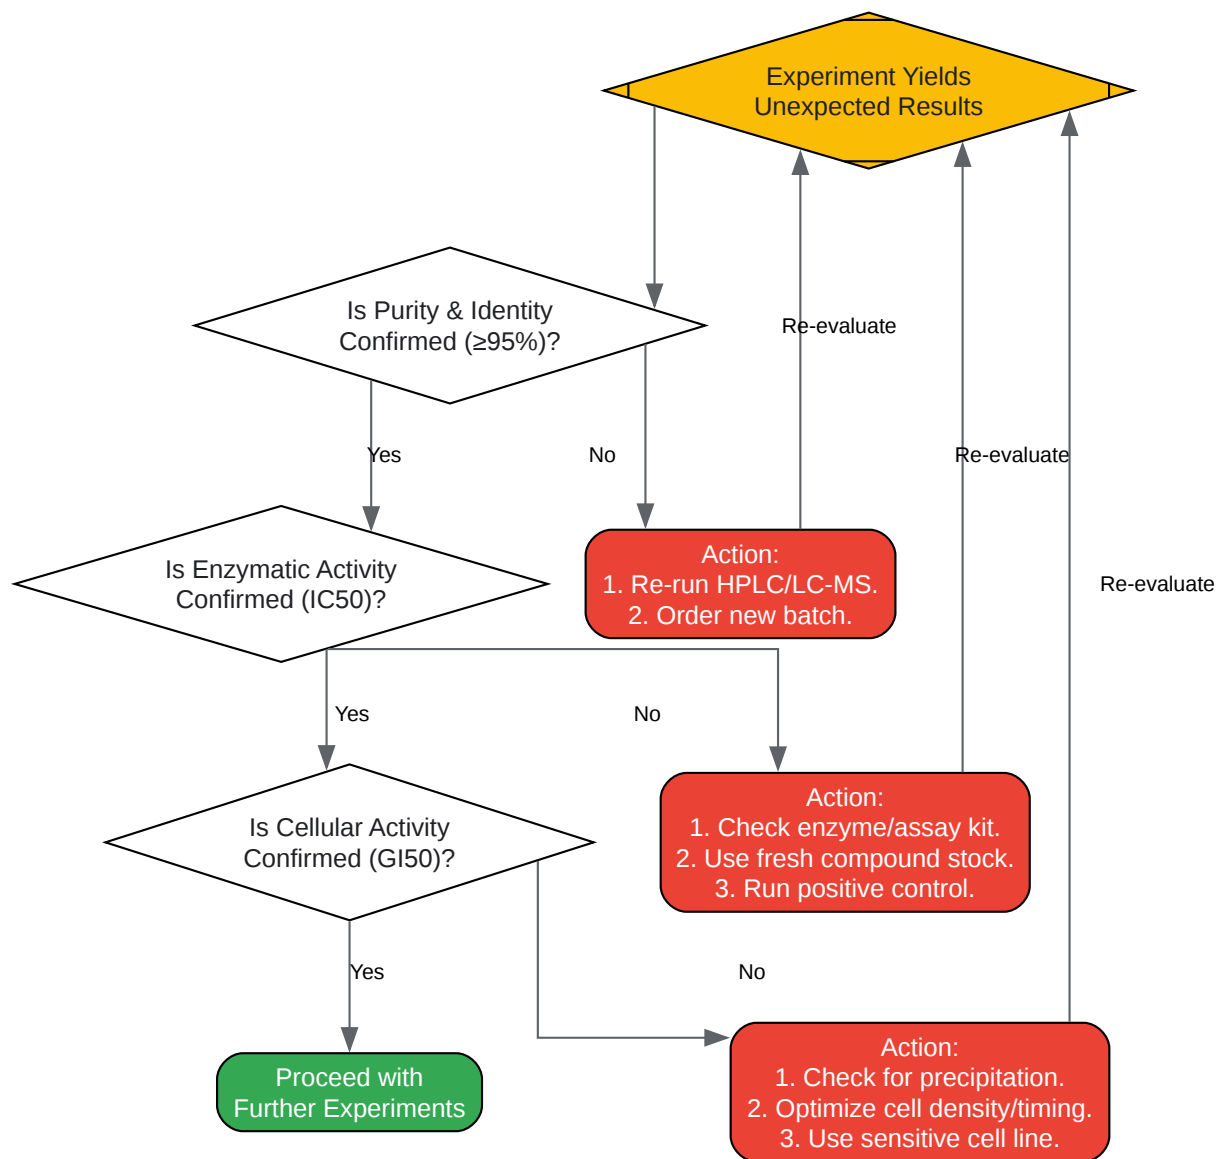 Experiment Yields
Unexpected Results
Is Purity & Identity
Confirmed (≥95%)?
Re-evaluate
Yes
No
Re-evaluate
Is Enzymatic Activity
Confirmed (IC50)?
Action:
1. Re-run HPLC/LC-MS.
2. Order new batch.
Re-evaluate
Yes
No
Is Cellular Activity
Confirmed (GI50)?
Action:
1. Check enzyme/assay kit.
2. Use fresh compound stock.
3. Run positive control.
Yes
No
Proceed with
Further Experiments
Action:
1. Check for precipitation.
2. Optimize cell density/timing.
3. Use sensitive cell line.